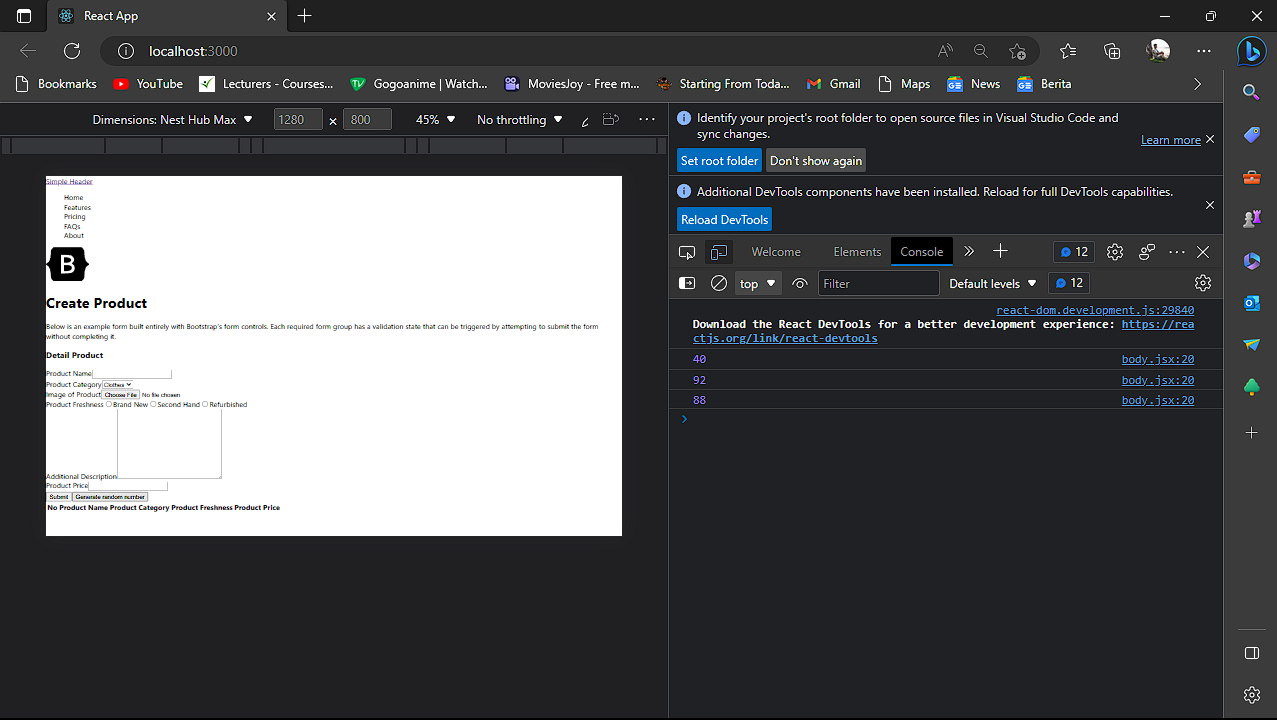 React App
localhost:3000
Bookmarks YouTube Lecturers - Courses Gogoanime | Watch... MoviesJoy - Free m... Starting From Toda... Gmail Maps News Berita
Dimensions: Nest Hub Max 1280 × 800 45% No throttling
Simple Header
Home
Features
Pricing
FAQs
About
B
Create Product
Below is an example form built entirely with Bootstrap's form controls. Each required form group has a validation state that can be triggered by attempting to submit the form
without completing it.
Detail Product
Product Name
Product Category Clothes
Image of Product Choose File No file chosen
Product Freshness Brand New Second Hand Refurbished
Additional Description
Product Price
Submit Generate random number
No Product Name Product Category Product Freshness Product Price
Identify your project's root folder to open source files in Visual Studio Code and
sync changes.
Learn more
Set root folder Don't show again
Additional DevTools components have been installed. Reload for full DevTools capabilities.
Reload DevTools
Welcome Elements Console 12
top Filter Default levels 12
react-dom.development.js:29840
Download the React DevTools for a better development experience: https://rea
ctjs.org/link/react-devtools
40 body.jsx:20
92 body.jsx:20
88 body.jsx:20